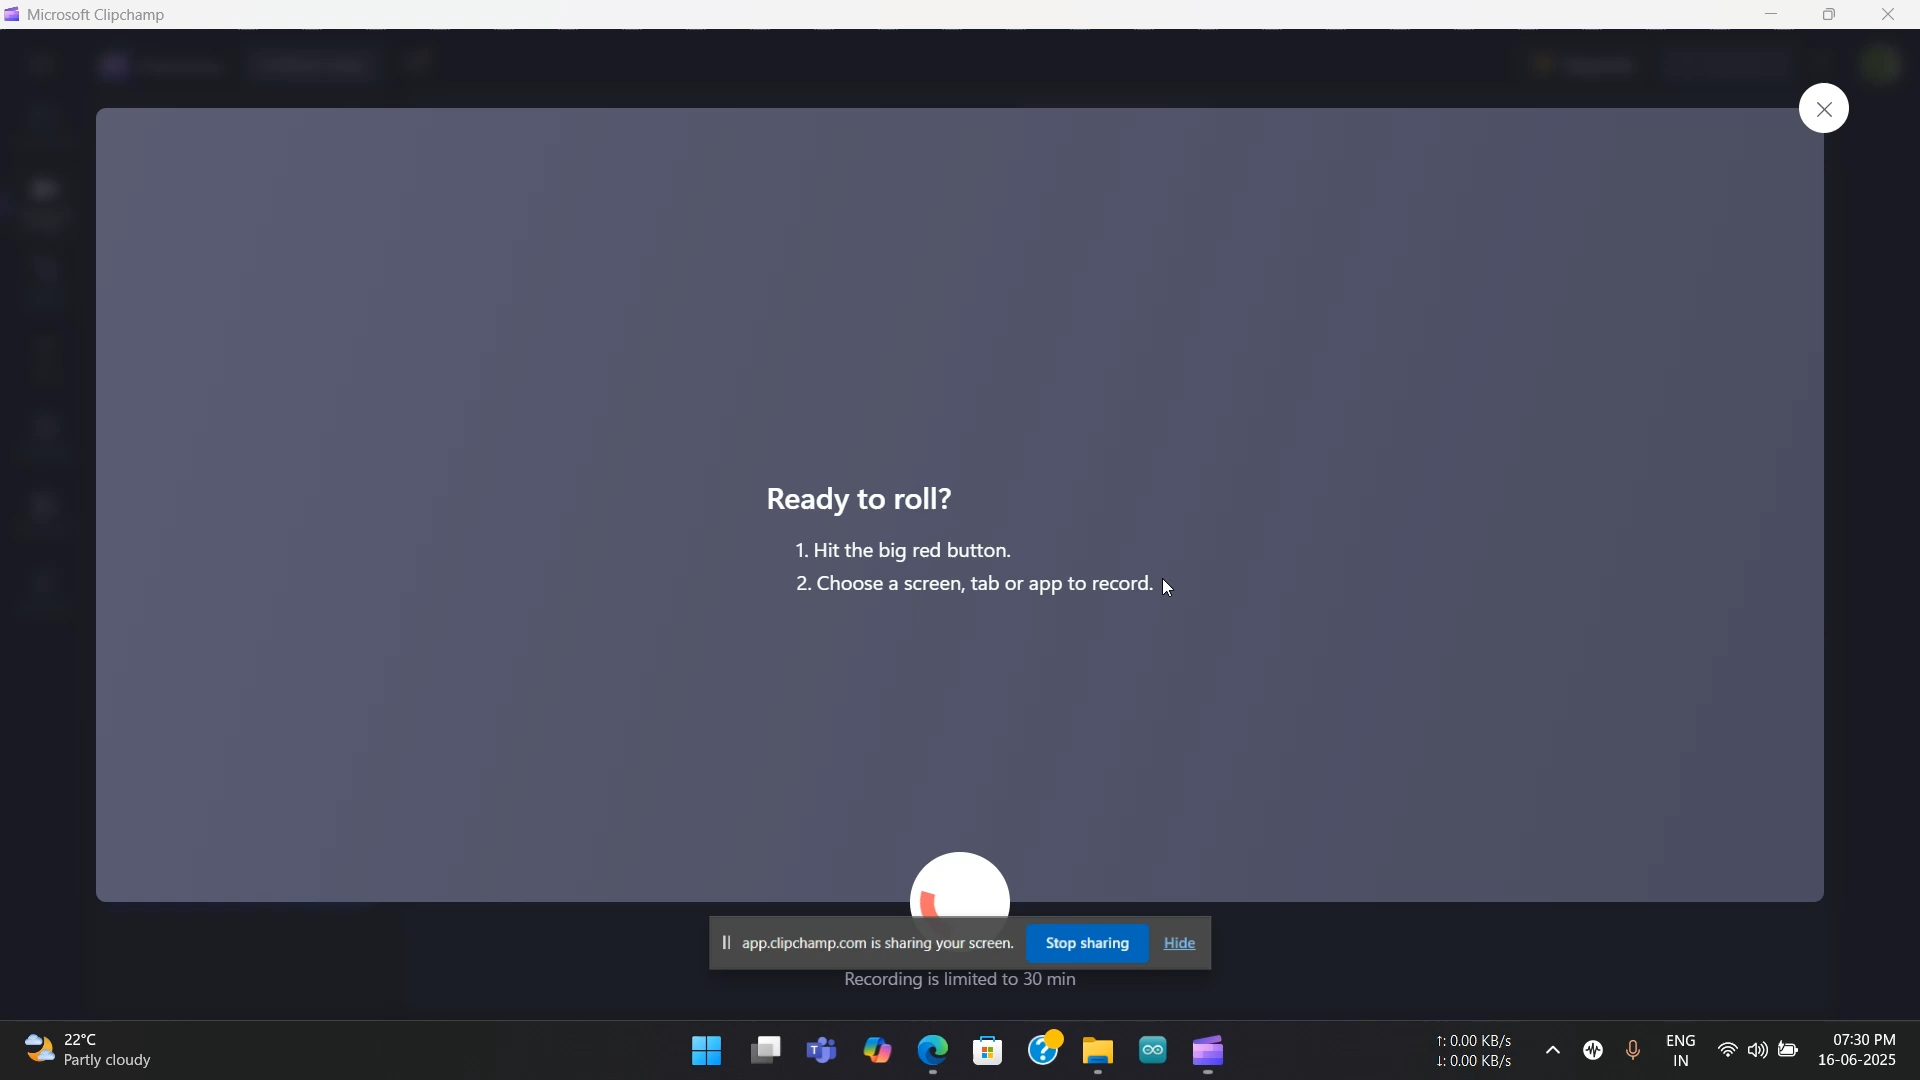 Microsoft Clipchamp
Ready to roll?
1. Hit the big red button.
2. Choose a screen, tab or app to record.
app.clipchamp.com is sharing your screen.
Stop sharing
Hide
Recording is limited to 30 min
22°C
Partly cloudy
↑: 0.00 KB/s
↓: 0.00 KB/s
ENG
IN
07:30 PM
16-06-2025